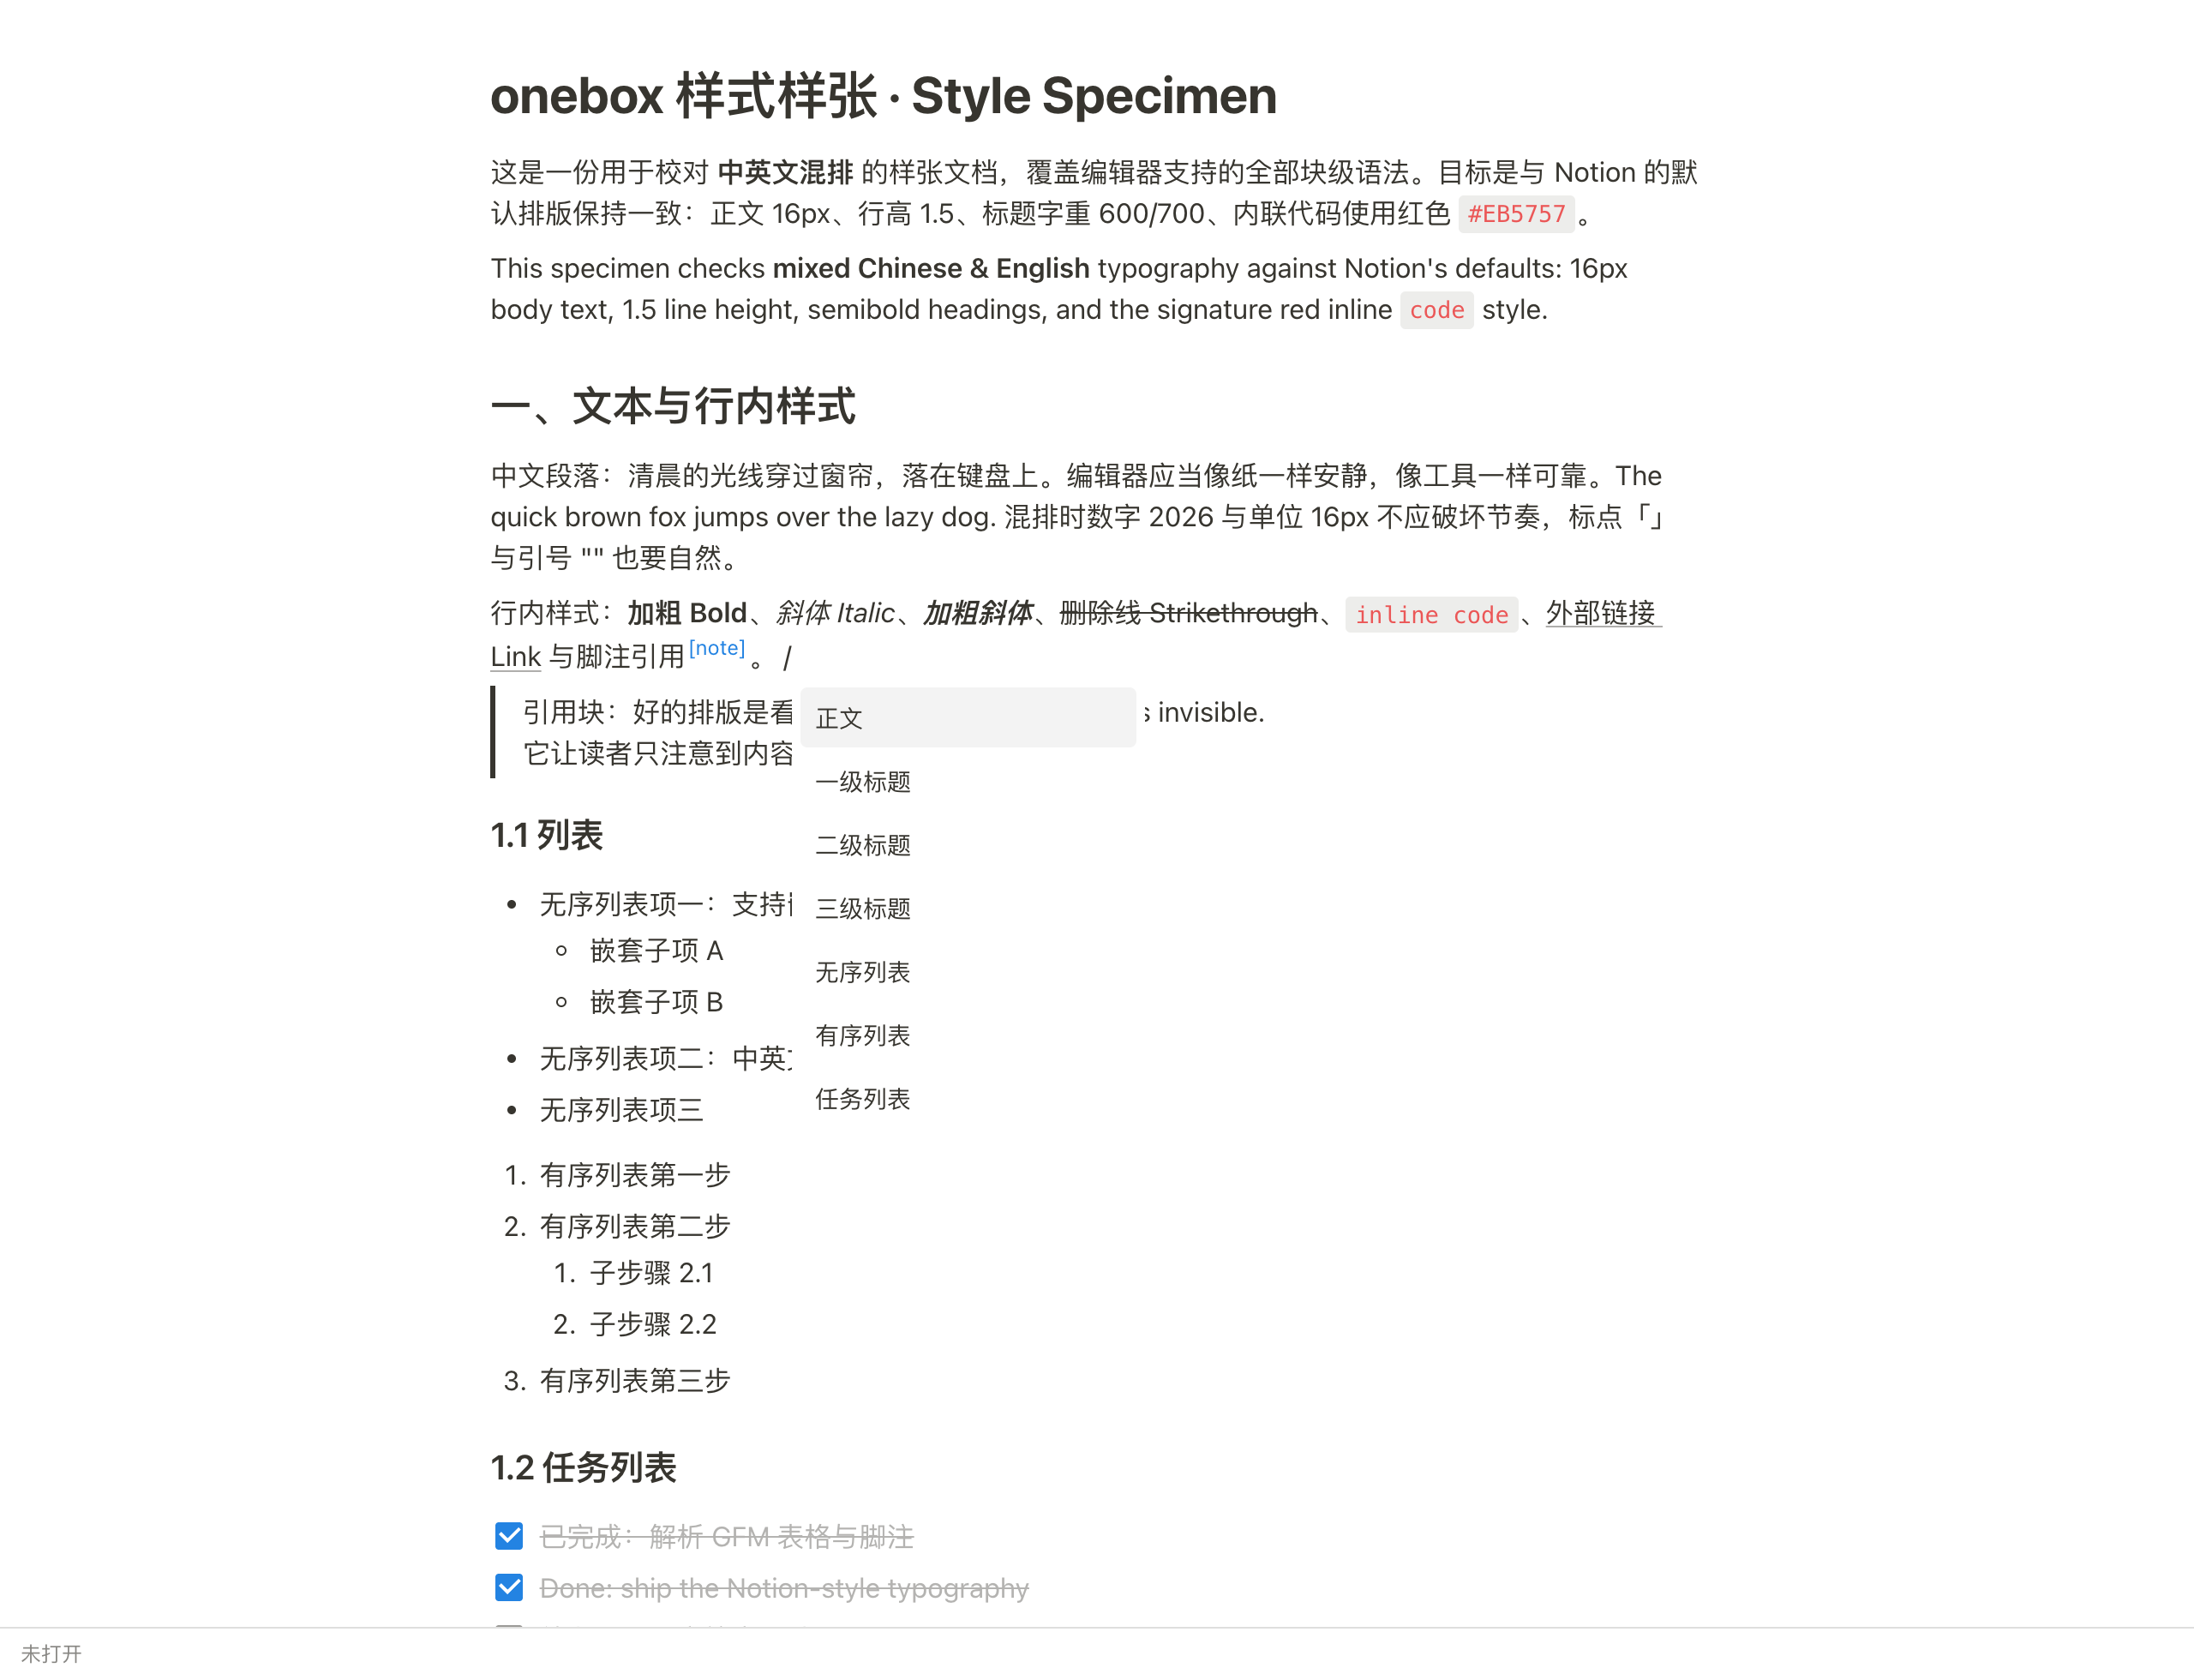 onebox 样式样张 · Style Specimen
这是一份用于校对 中英文混排 的样张文档，覆盖编辑器支持的全部块级语法。目标是与 Notion 的默
认排版保持一致：正文 16px、行高 1.5、标题字重 600/700、内联代码使用红色 #EB5757 。
This specimen checks mixed Chinese & English typography against Notion's defaults: 16px
body text, 1.5 line height, semibold headings, and the signature red inline code style.
一、文本与行内样式
中文段落：清晨的光线穿过窗帘，落在键盘上。编辑器应当像纸一样安静，像工具一样可靠。The
quick brown fox jumps over the lazy dog. 混排时数字 2026 与单位 16px 不应破坏节奏，标点「」
与引号 "" 也要自然。
行内样式：加粗 Bold、斜体 Italic、加粗斜体、删除线 Strikethrough、inline code、外部链接
Link 与脚注引用[note]。 /
引用块：好的排版是看 invisible.
它让读者只注意到内容
正文
一级标题
二级标题
三级标题
无序列表
有序列表
任务列表
1.1 列表
• 无序列表项一：支持
◦ 嵌套子项 A
◦ 嵌套子项 B
• 无序列表项二：中英
• 无序列表项三
1. 有序列表第一步
2. 有序列表第二步
1. 子步骤 2.1
2. 子步骤 2.2
3. 有序列表第三步
1.2 任务列表
已完成：解析 GFM 表格与脚注
Done: ship the Notion-style typography
未打开